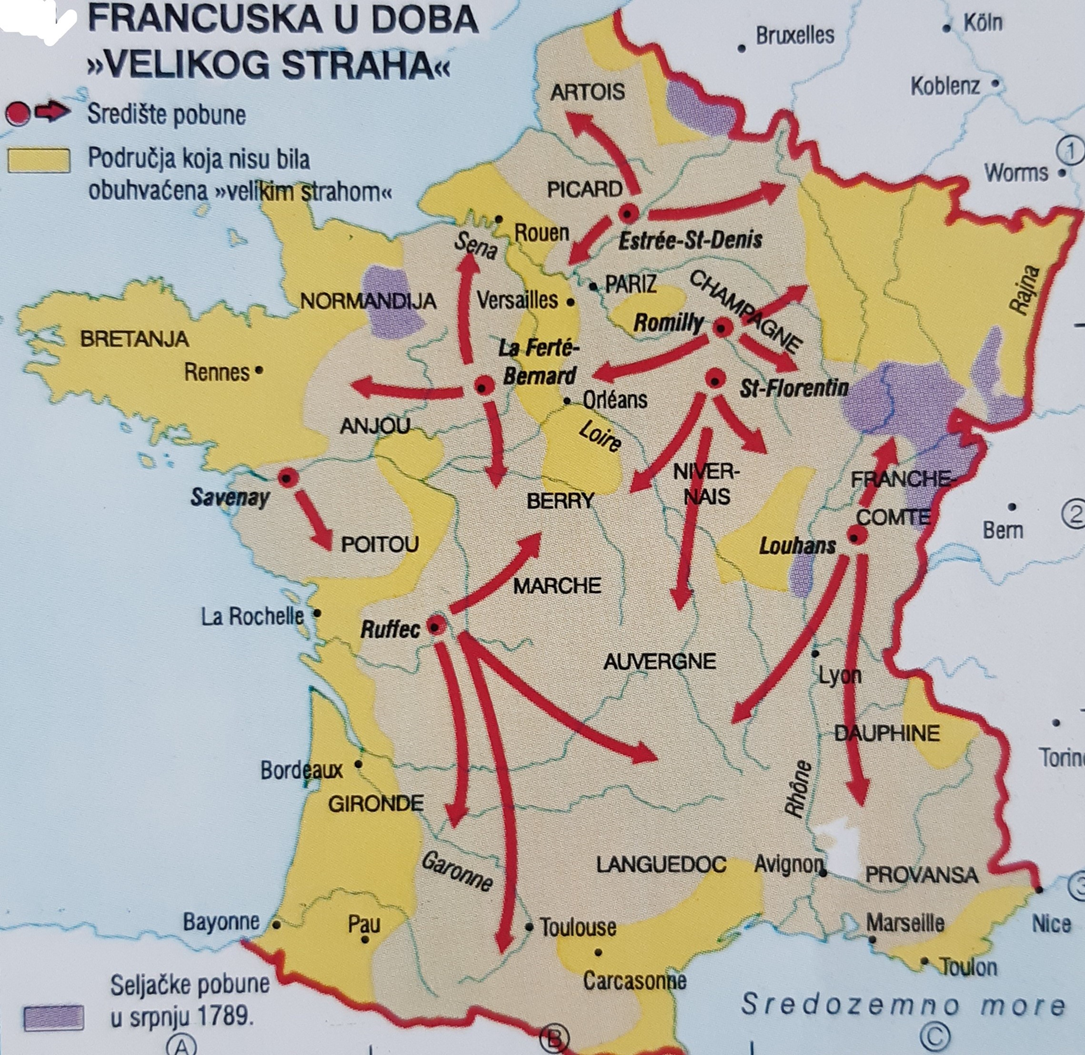 FRANCUSKA U DOBA
»VELIKOG STRAHA«
Središte pobune
Područja koja nisu bila
obuhvaćena »velikim strahom«
Bruxelles
Köln
Koblenz
Worms
1
ARTOIS
PICARD
Estrée-St-Denis
Rouen
Sena
PARIZ
Versailles
CHAMPAGNE
Romilly
Rajna
NORMANDIJA
BRETANJA
Rennes
La Ferté-
Bernard
St-Florentin
Orléans
ANJOU
Loire
NIVER-
NAIS
BERRY
FRANCHE-
COMTE
Savenay
POITOU
Louhans
Bern
2
MARCHE
La Rochelle
Ruffec
AUVERGNE
Lyon
DAUPHINE
Torino
Bordeaux
GIRONDE
Rhône
Garonne
LANGUEDOC
Avignon
PROVANSA
3
Bayonne
Pau
Toulouse
Marseille
Nice
Carcasonne
Toulon
Seljačke pobune
u srpnju 1789.
Sredozemno more
A
B
C